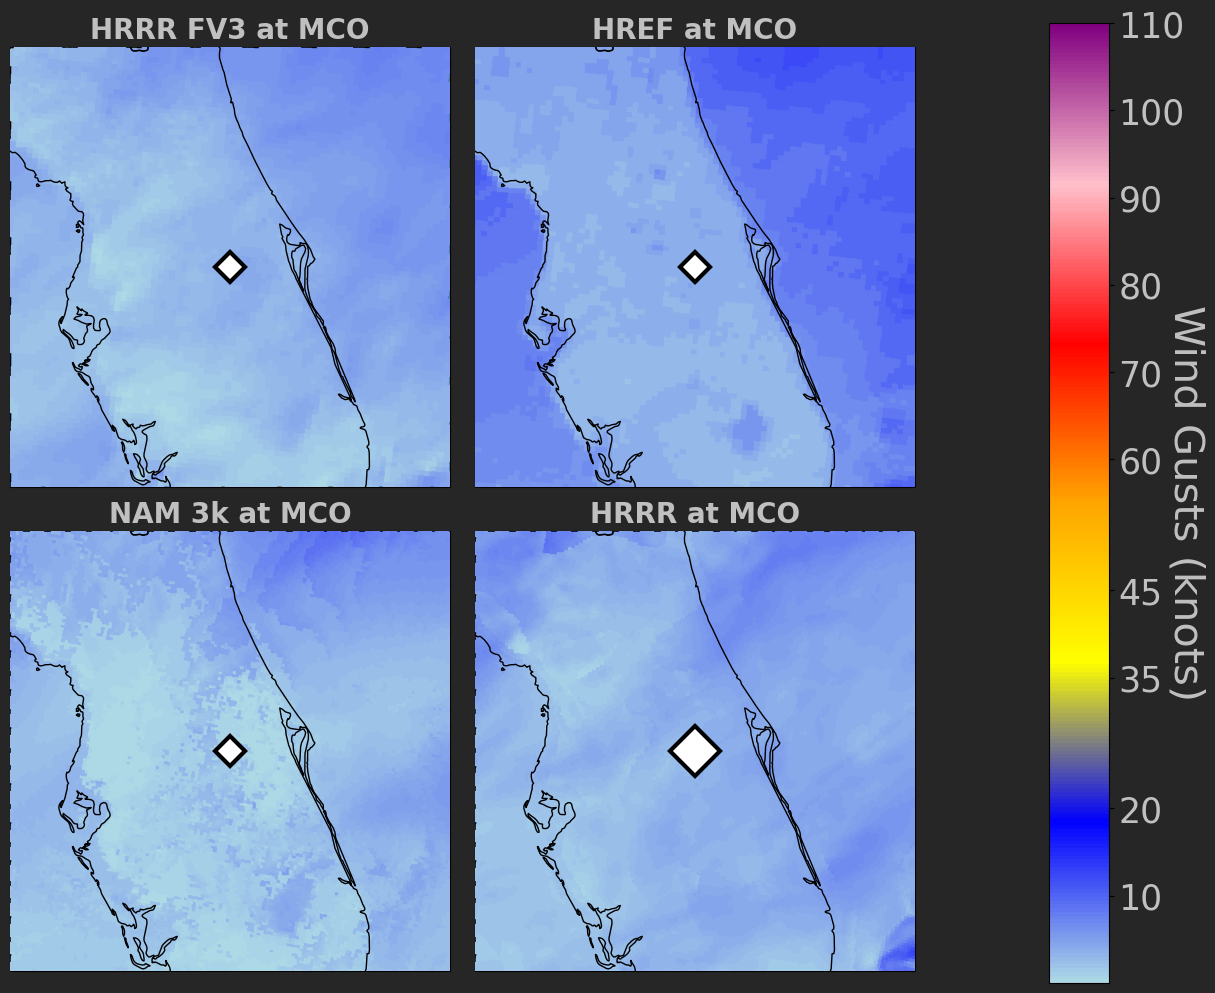 HRRR FV3 at MCO
HREF at MCO
NAM 3k at MCO
HRRR at MCO
110
100
90
80
70
60
45
35
20
10
Wind Gusts (knots)